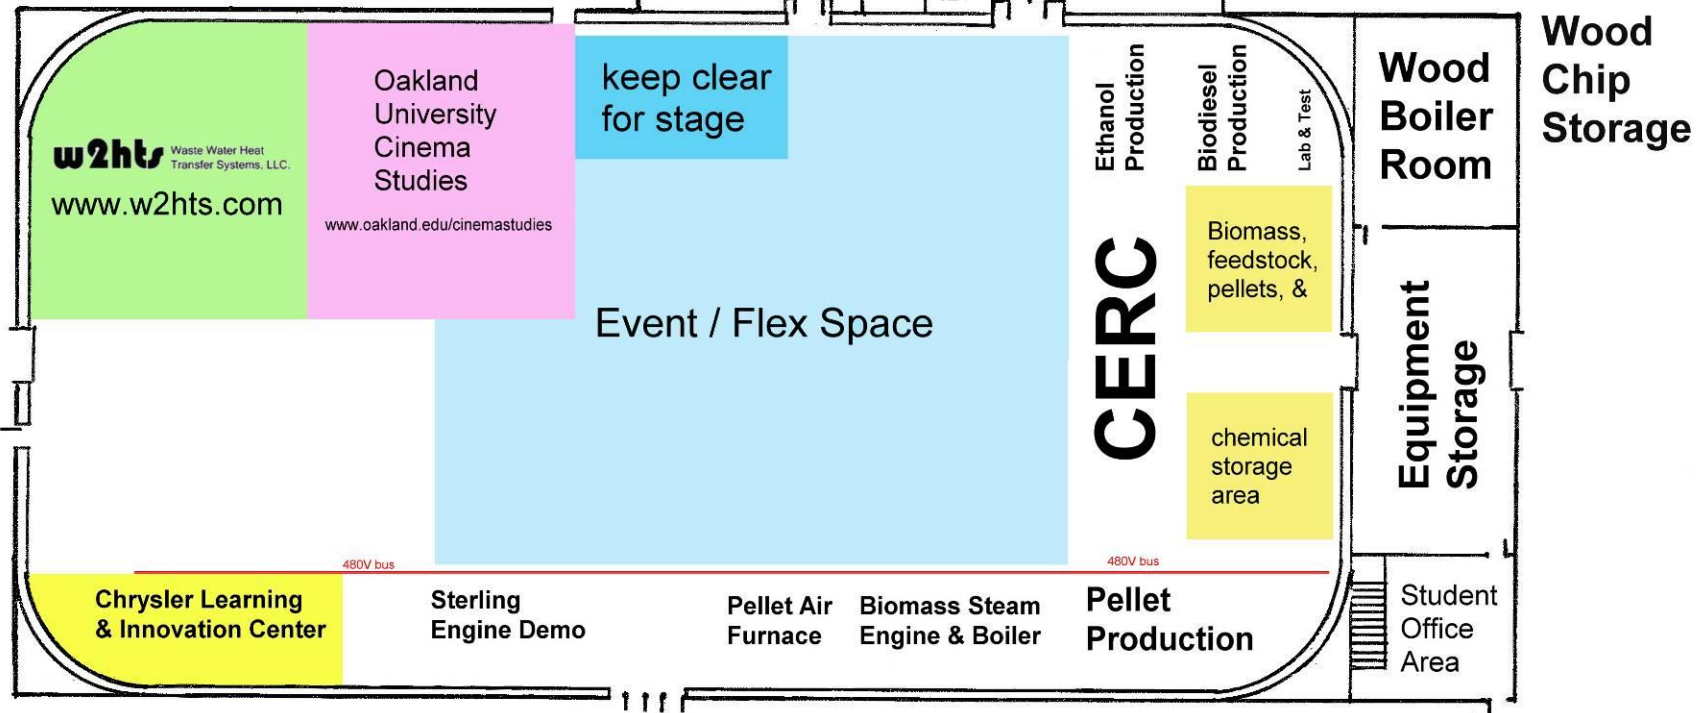 w2hts
Waste Water Heat
Transfer Systems, LLC.
www.w2hts.com
Oakland
University
Cinema
Studies
www.oakland.edu/cinemastudies
keep clear
for stage
Event / Flex Space
Ethanol
Production
Biodiesel
Production
Lab & Test
Wood
Boiler
Room
Wood
Chip
Storage
CERC
Biomass,
feedstock,
pellets, &
chemical
storage
area
Equipment
Storage
480V bus
480V bus
Chrysler Learning
& Innovation Center
Sterling
Engine Demo
Pellet Air
Furnace
Biomass Steam
Engine & Boiler
Pellet
Production
Student
Office
Area